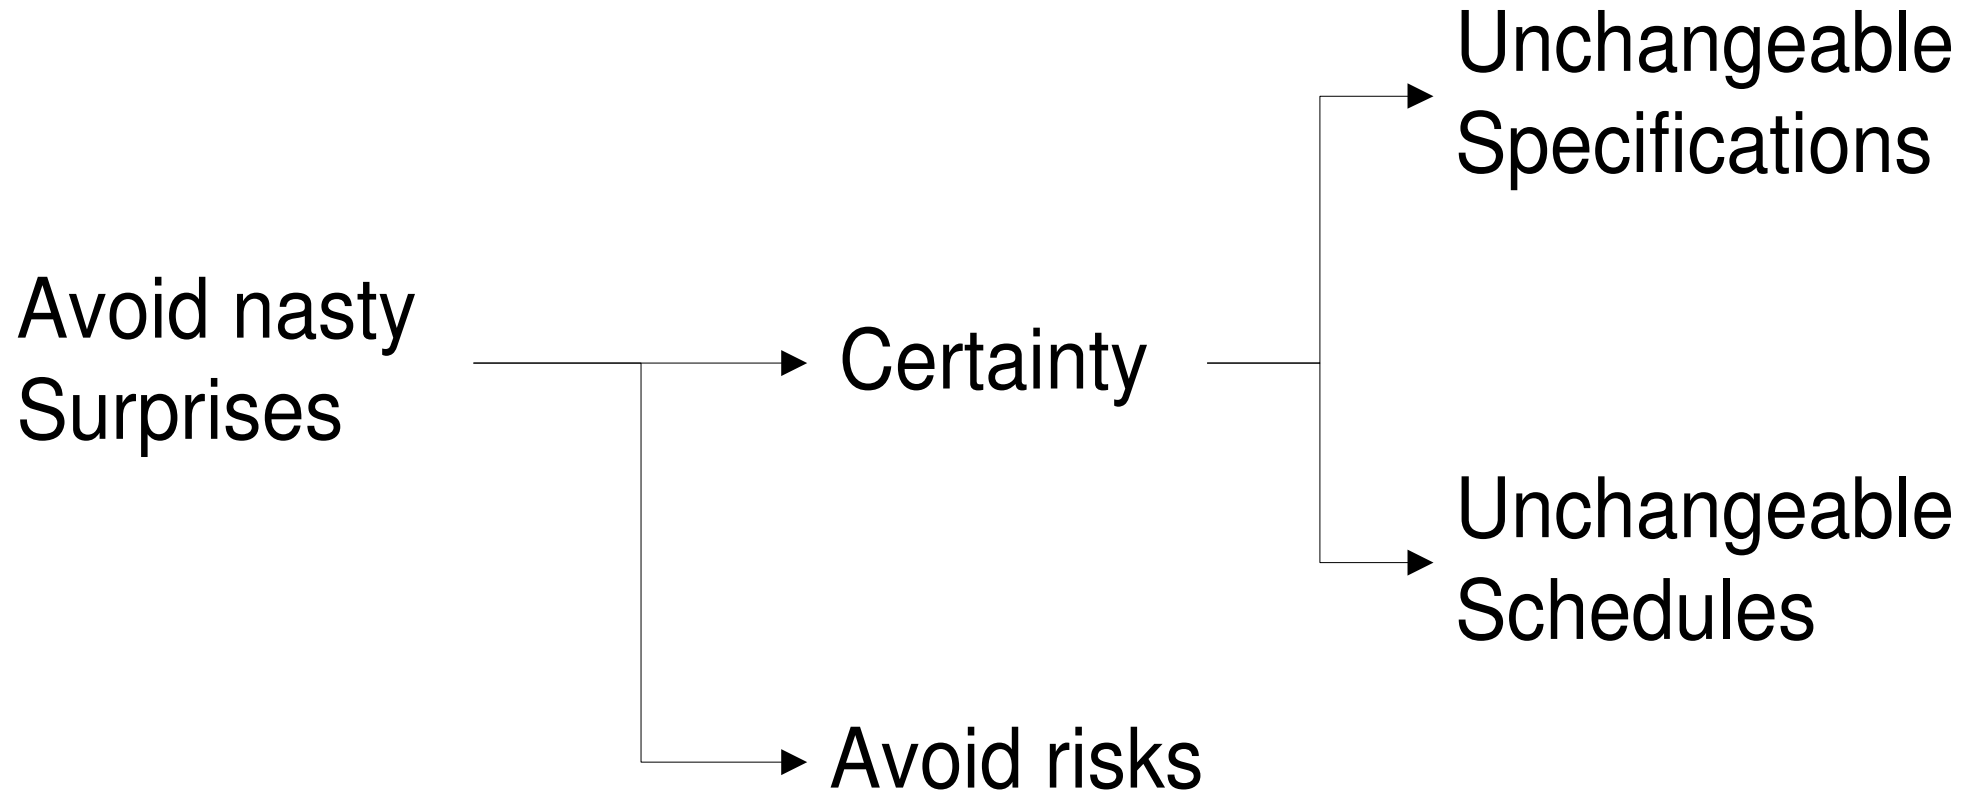 Unchangeable
Specifications
Avoid nasty
Surprises
Certainty
Unchangeable
Schedules
Avoid risks